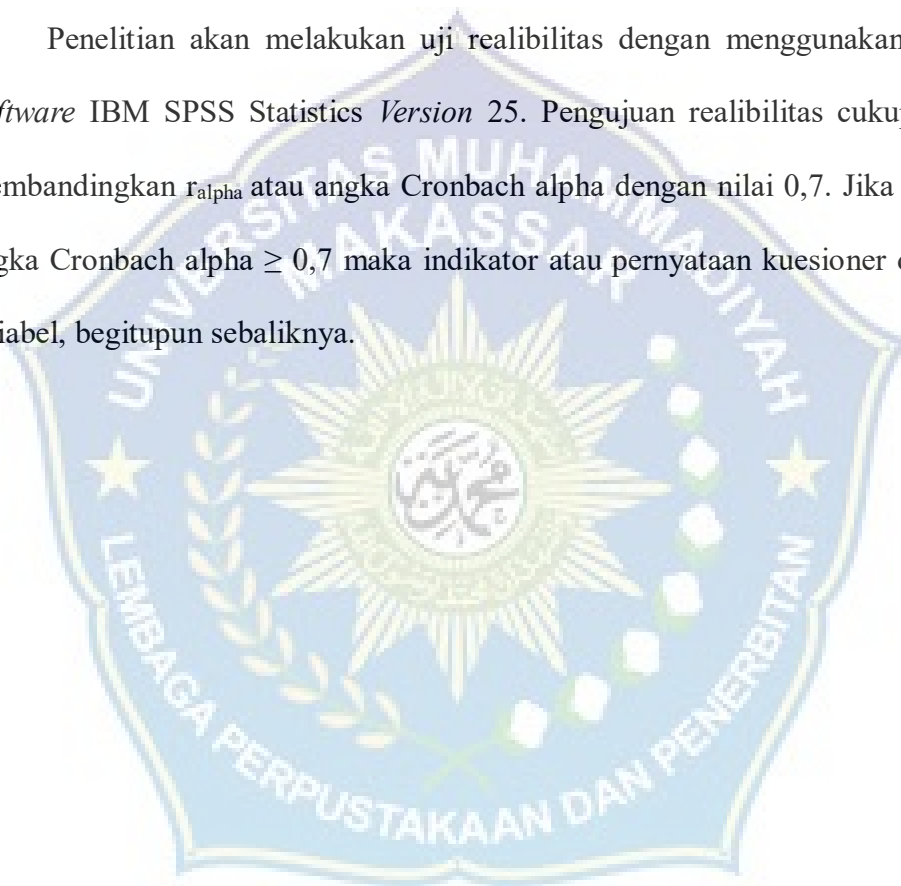 Penelitian akan melakukan uji realibilitas dengan menggunakan
ftware IBM SPSS Statistics Version 25. Pengujuan realibilitas cuku
embandingkan ralpha atau angka Cronbach alpha dengan nilai 0,7. Jika
gka Cronbach alpha ≥ 0,7 maka indikator atau pernyataan kuesioner
iabel, begitupun sebaliknya.
UNIVERSITAS MUHAMMADIYAH
MAKASSAR
محمدية
LEMBAGA PERPUSTAKAAN DAN PENERBITAN